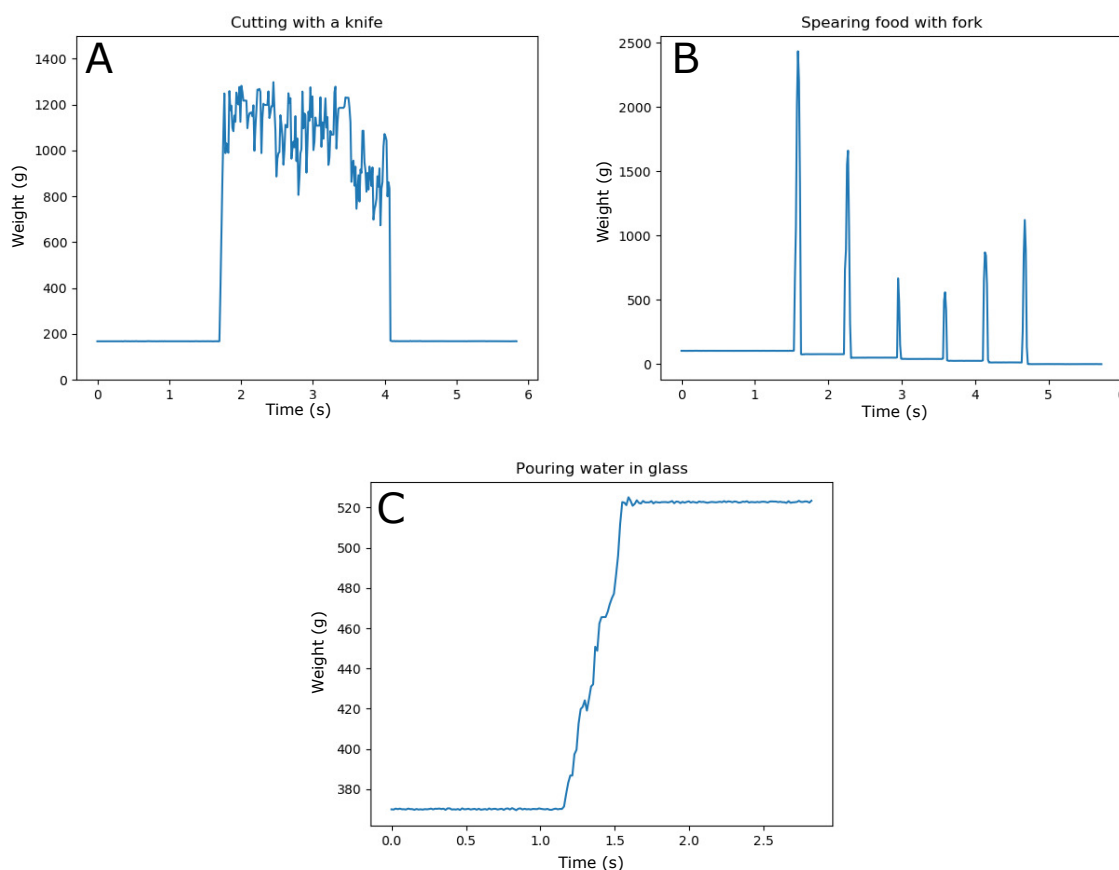 Cutting with a knife
A
1400
1200
1000
800
600
400
200
0
Weight (g)
0 1 2 3 4 5 6
Time (s)
Spearing food with fork
B
2500
2000
1500
1000
500
0
Weight (g)
0 1 2 3 4 5
Time (s)
Pouring water in glass
C
520
500
480
460
440
420
400
380
Weight (g)
0.0 0.5 1.0 1.5 2.0 2.5
Time (s)